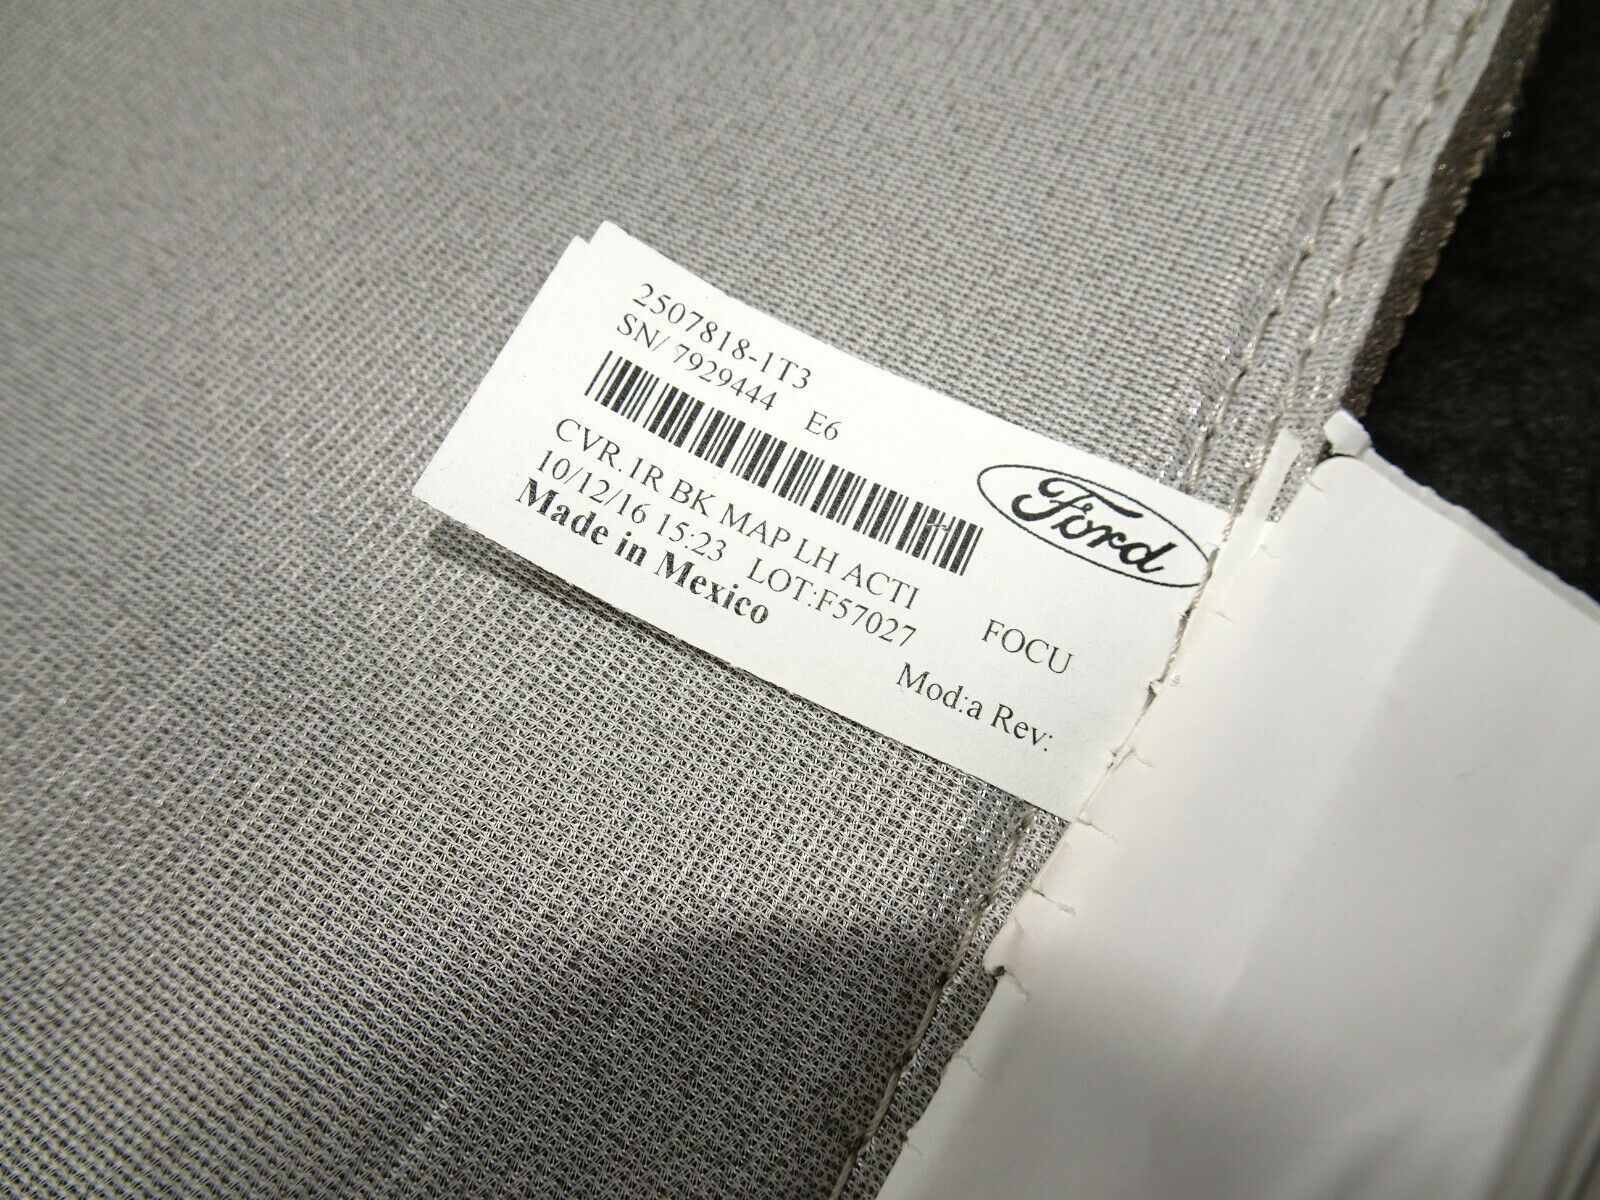 2507818-1T3
SN/ 7929444 E6
Ford
CVR.1R BK MAP LH ACTI FOCU
10/12/16 15:23 LOT:F57027
Made in Mexico Mod:a Rev: